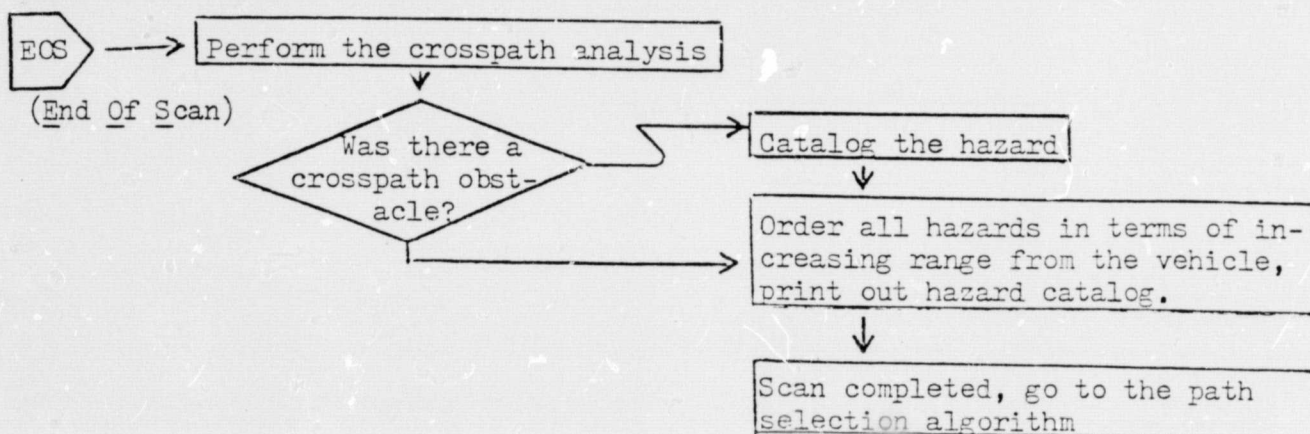 EOS
Perform the crosspath analysis
(End Of Scan)
Was there a
crosspath obst-
acle?
Catalog the hazard
Order all hazards in terms of in-
creasing range from the vehicle,
print out hazard catalog.
Scan completed, go to the path
selection algorithm